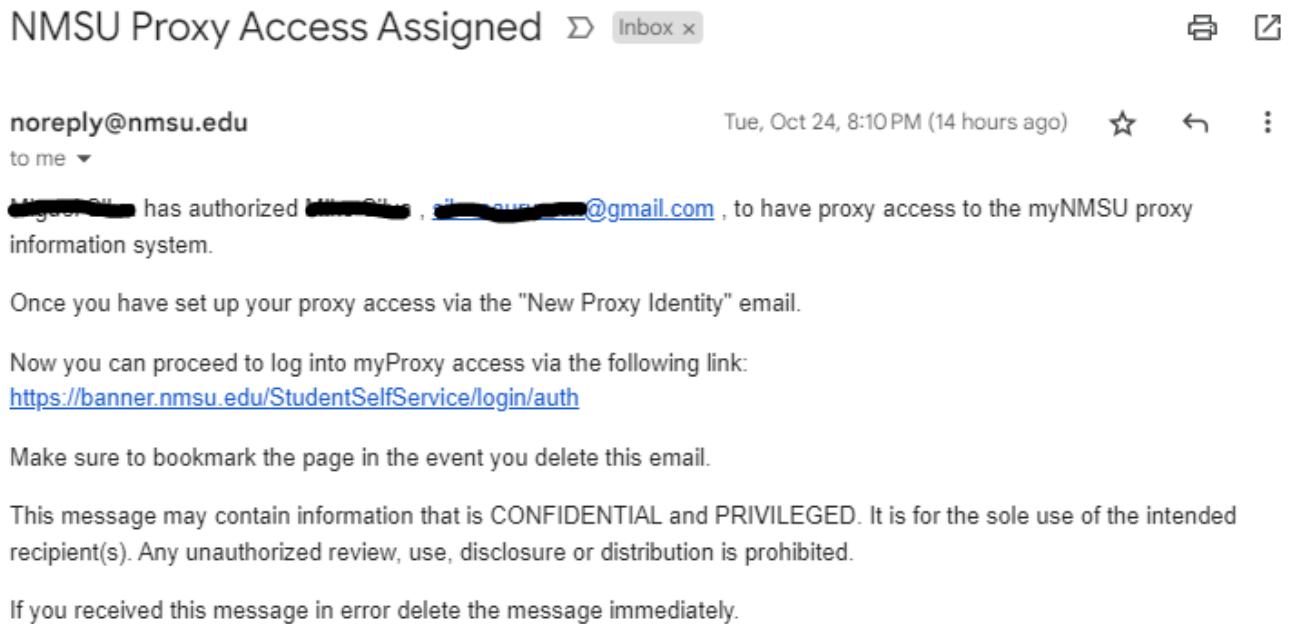 NMSU Proxy Access Assigned Inbox ×
noreply@nmsu.edu Tue, Oct 24, 8:10 PM (14 hours ago)
to me
has authorized , @gmail.com , to have proxy access to the myNMSU proxy
information system.
Once you have set up your proxy access via the "New Proxy Identity" email.
Now you can proceed to log into myProxy access via the following link:
https://banner.nmsu.edu/StudentSelfService/login/auth
Make sure to bookmark the page in the event you delete this email.
This message may contain information that is CONFIDENTIAL and PRIVILEGED. It is for the sole use of the intended
recipient(s). Any unauthorized review, use, disclosure or distribution is prohibited.
If you received this message in error delete the message immediately.